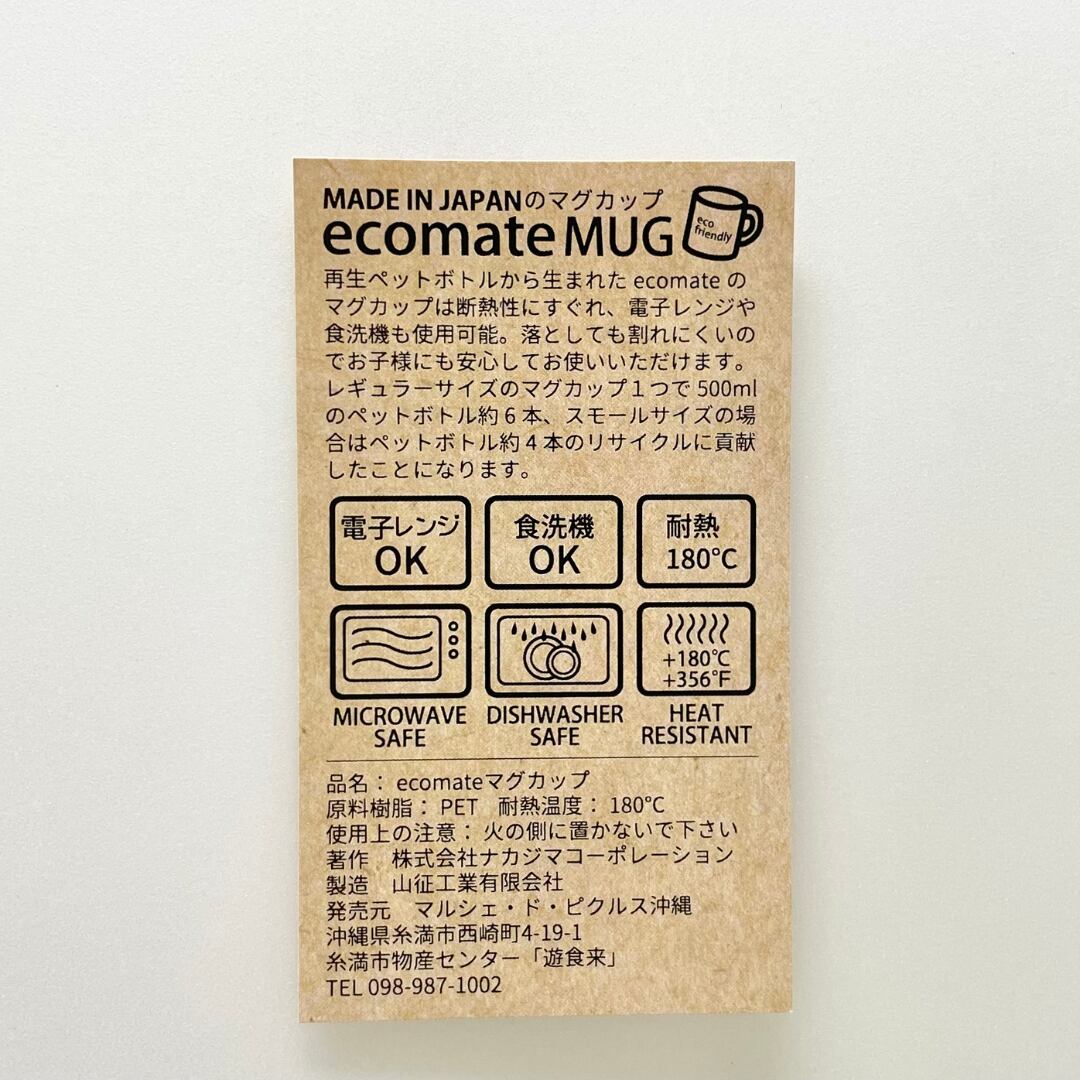 MADE IN JAPANのマグカップ
ecomate MUG
eco
friendly
再生ペットボトルから生まれた ecomate の
マグカップは断熱性にすぐれ、電子レンジや
食洗機も使用可能。落としても割れにくいの
でお子様にも安心してお使いいただけます。
レギュラーサイズのマグカップ１つで 500ml
のペットボトル約 6 本、スモールサイズの場
合はペットボトル約 4 本のリサイクルに貢献
したことになります。
電子レンジ
OK
食洗機
OK
耐熱
180℃
+180℃
+356°F
MICROWAVE
SAFE
DISHWASHER
SAFE
HEAT
RESISTANT
品名： ecomateマグカップ
原料樹脂： PET 耐熱温度： 180℃
使用上の注意： 火の側に置かないで下さい
著作 株式会社ナカジマコーポレーション
製造 山征工業有限会社
発売元 マルシェ・ド・ピクルス沖縄
沖縄県糸満市西崎町4-19-1
糸満市物産センター「遊食来」
TEL 098-987-1002